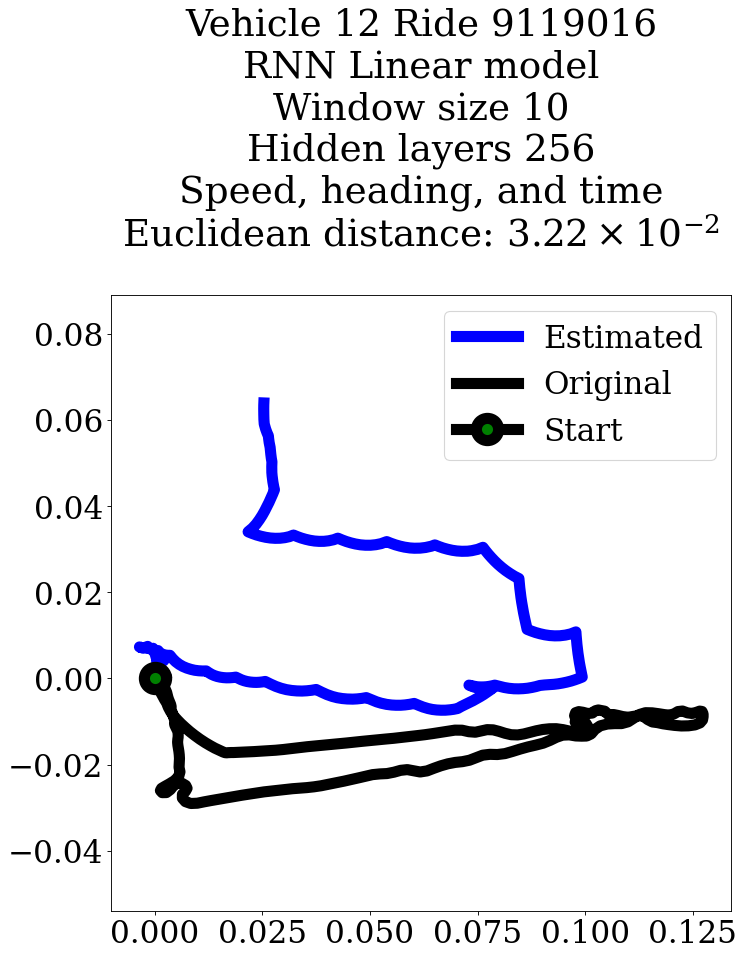 Vehicle 12 Ride 9119016
RNN Linear model
Window size 10
Hidden layers 256
Speed, heading, and time
Euclidean distance: 3.22 × 10⁻²
Estimated
Original
Start
0.08
0.06
0.04
0.02
0.00
−0.02
−0.04
0.000 0.025 0.050 0.075 0.100 0.125